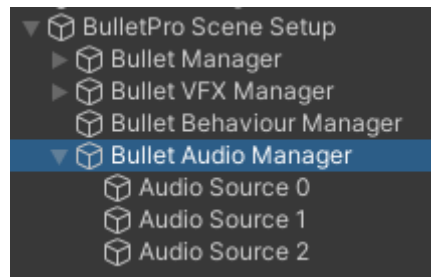 BulletPro Scene Setup
Bullet Manager
Bullet VFX Manager
Bullet Behaviour Manager
Bullet Audio Manager
Audio Source 0
Audio Source 1
Audio Source 2